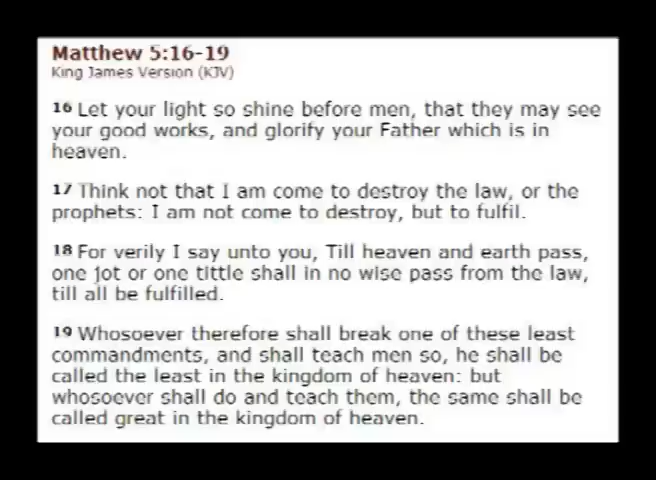 Matthew 5:16-19
King James Version (KJV)
16 Let your light so shine before men, that they may see
your good works, and glorify your Father which is in
heaven.
17 Think not that I am come to destroy the law, or the
prophets: I am not come to destroy, but to fulfil.
18 For verily I say unto you, Till heaven and earth pass,
one jot or one tittle shall in no wise pass from the law,
till all be fulfilled.
19 Whosoever therefore shall break one of these least
commandments, and shall teach men so, he shall be
called the least in the kingdom of heaven: but
whosoever shall do and teach them, the same shall be
called great in the kingdom of heaven.